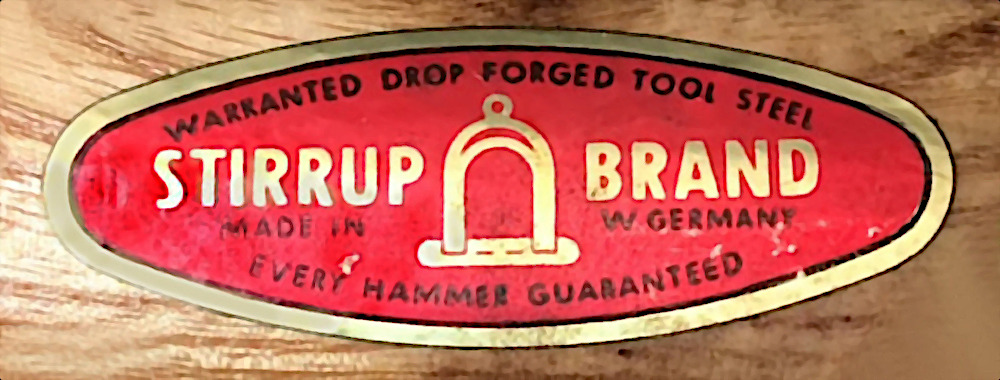 WARRANTED DROP FORGED TOOL STEEL
STIRRUP BRAND
MADE IN W. GERMANY
EVERY HAMMER GUARANTEED